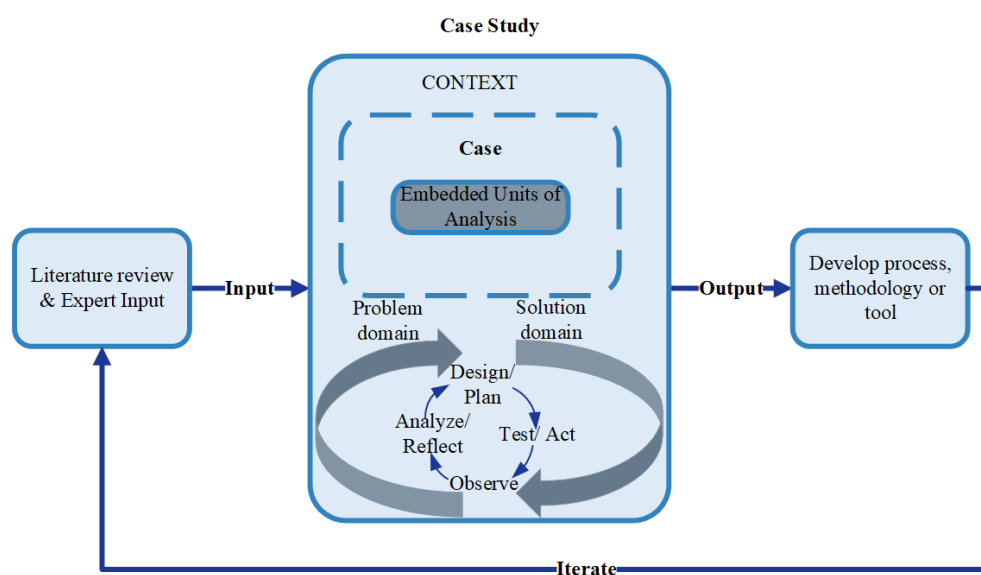 Case Study
CONTEXT
Case
Embedded Units of
Analysis
Literature review
& Expert Input
Input
Output
Develop process,
methodology or
tool
Problem
domain
Solution
domain
Design/
Plan
Analyze/
Reflect
Test/ Act
Observe
Iterate